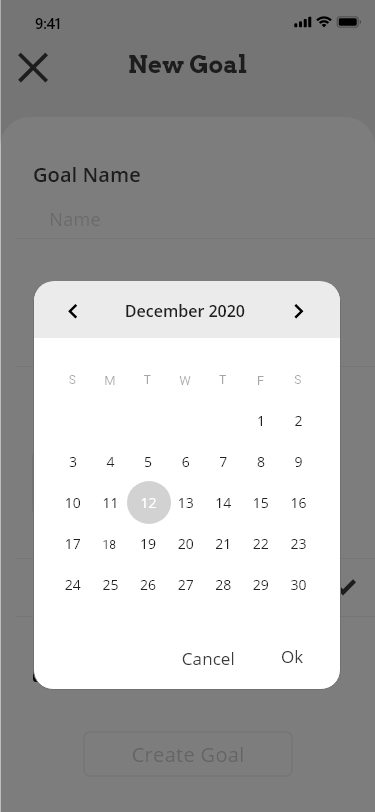 9:41
New Goal
Goal Name
Name
December 2020
S M T W T F S
1 2
3 4 5 6 7 8 9
10 11 12 13 14 15 16
17 18 19 20 21 22 23
24 25 26 27 28 29 30
Cancel Ok
Create Goal